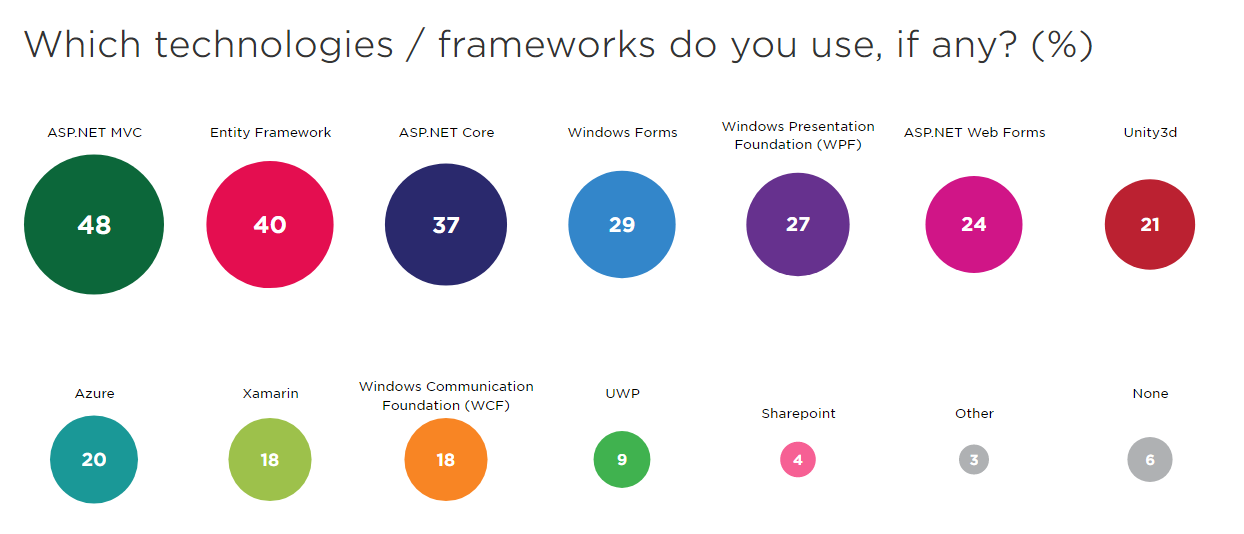 Which technologies / frameworks do you use, if any? (%)
ASP.NET MVC
48
Entity Framework
40
ASP.NET Core
37
Windows Forms
29
Windows Presentation
Foundation (WPF)
27
ASP.NET Web Forms
24
Unity3d
21
Azure
20
Xamarin
18
Windows Communication
Foundation (WCF)
18
UWP
9
Sharepoint
4
Other
3
None
6